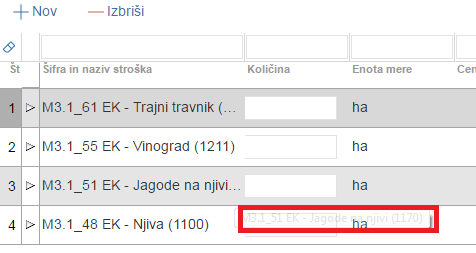 + Nov — Izbriši
Št Šifra in naziv stroška Količina Enota mere Cen
1 M3.1_61 EK - Trajni travnik (... ha
2 M3.1_55 EK - Vinograd (1211) ha
3 M3.1_51 EK - Jagode na njivi... ha
M3.1_51 EK - Jagode na njivi (1170)
4 M3.1_48 EK - Njiva (1100) ha